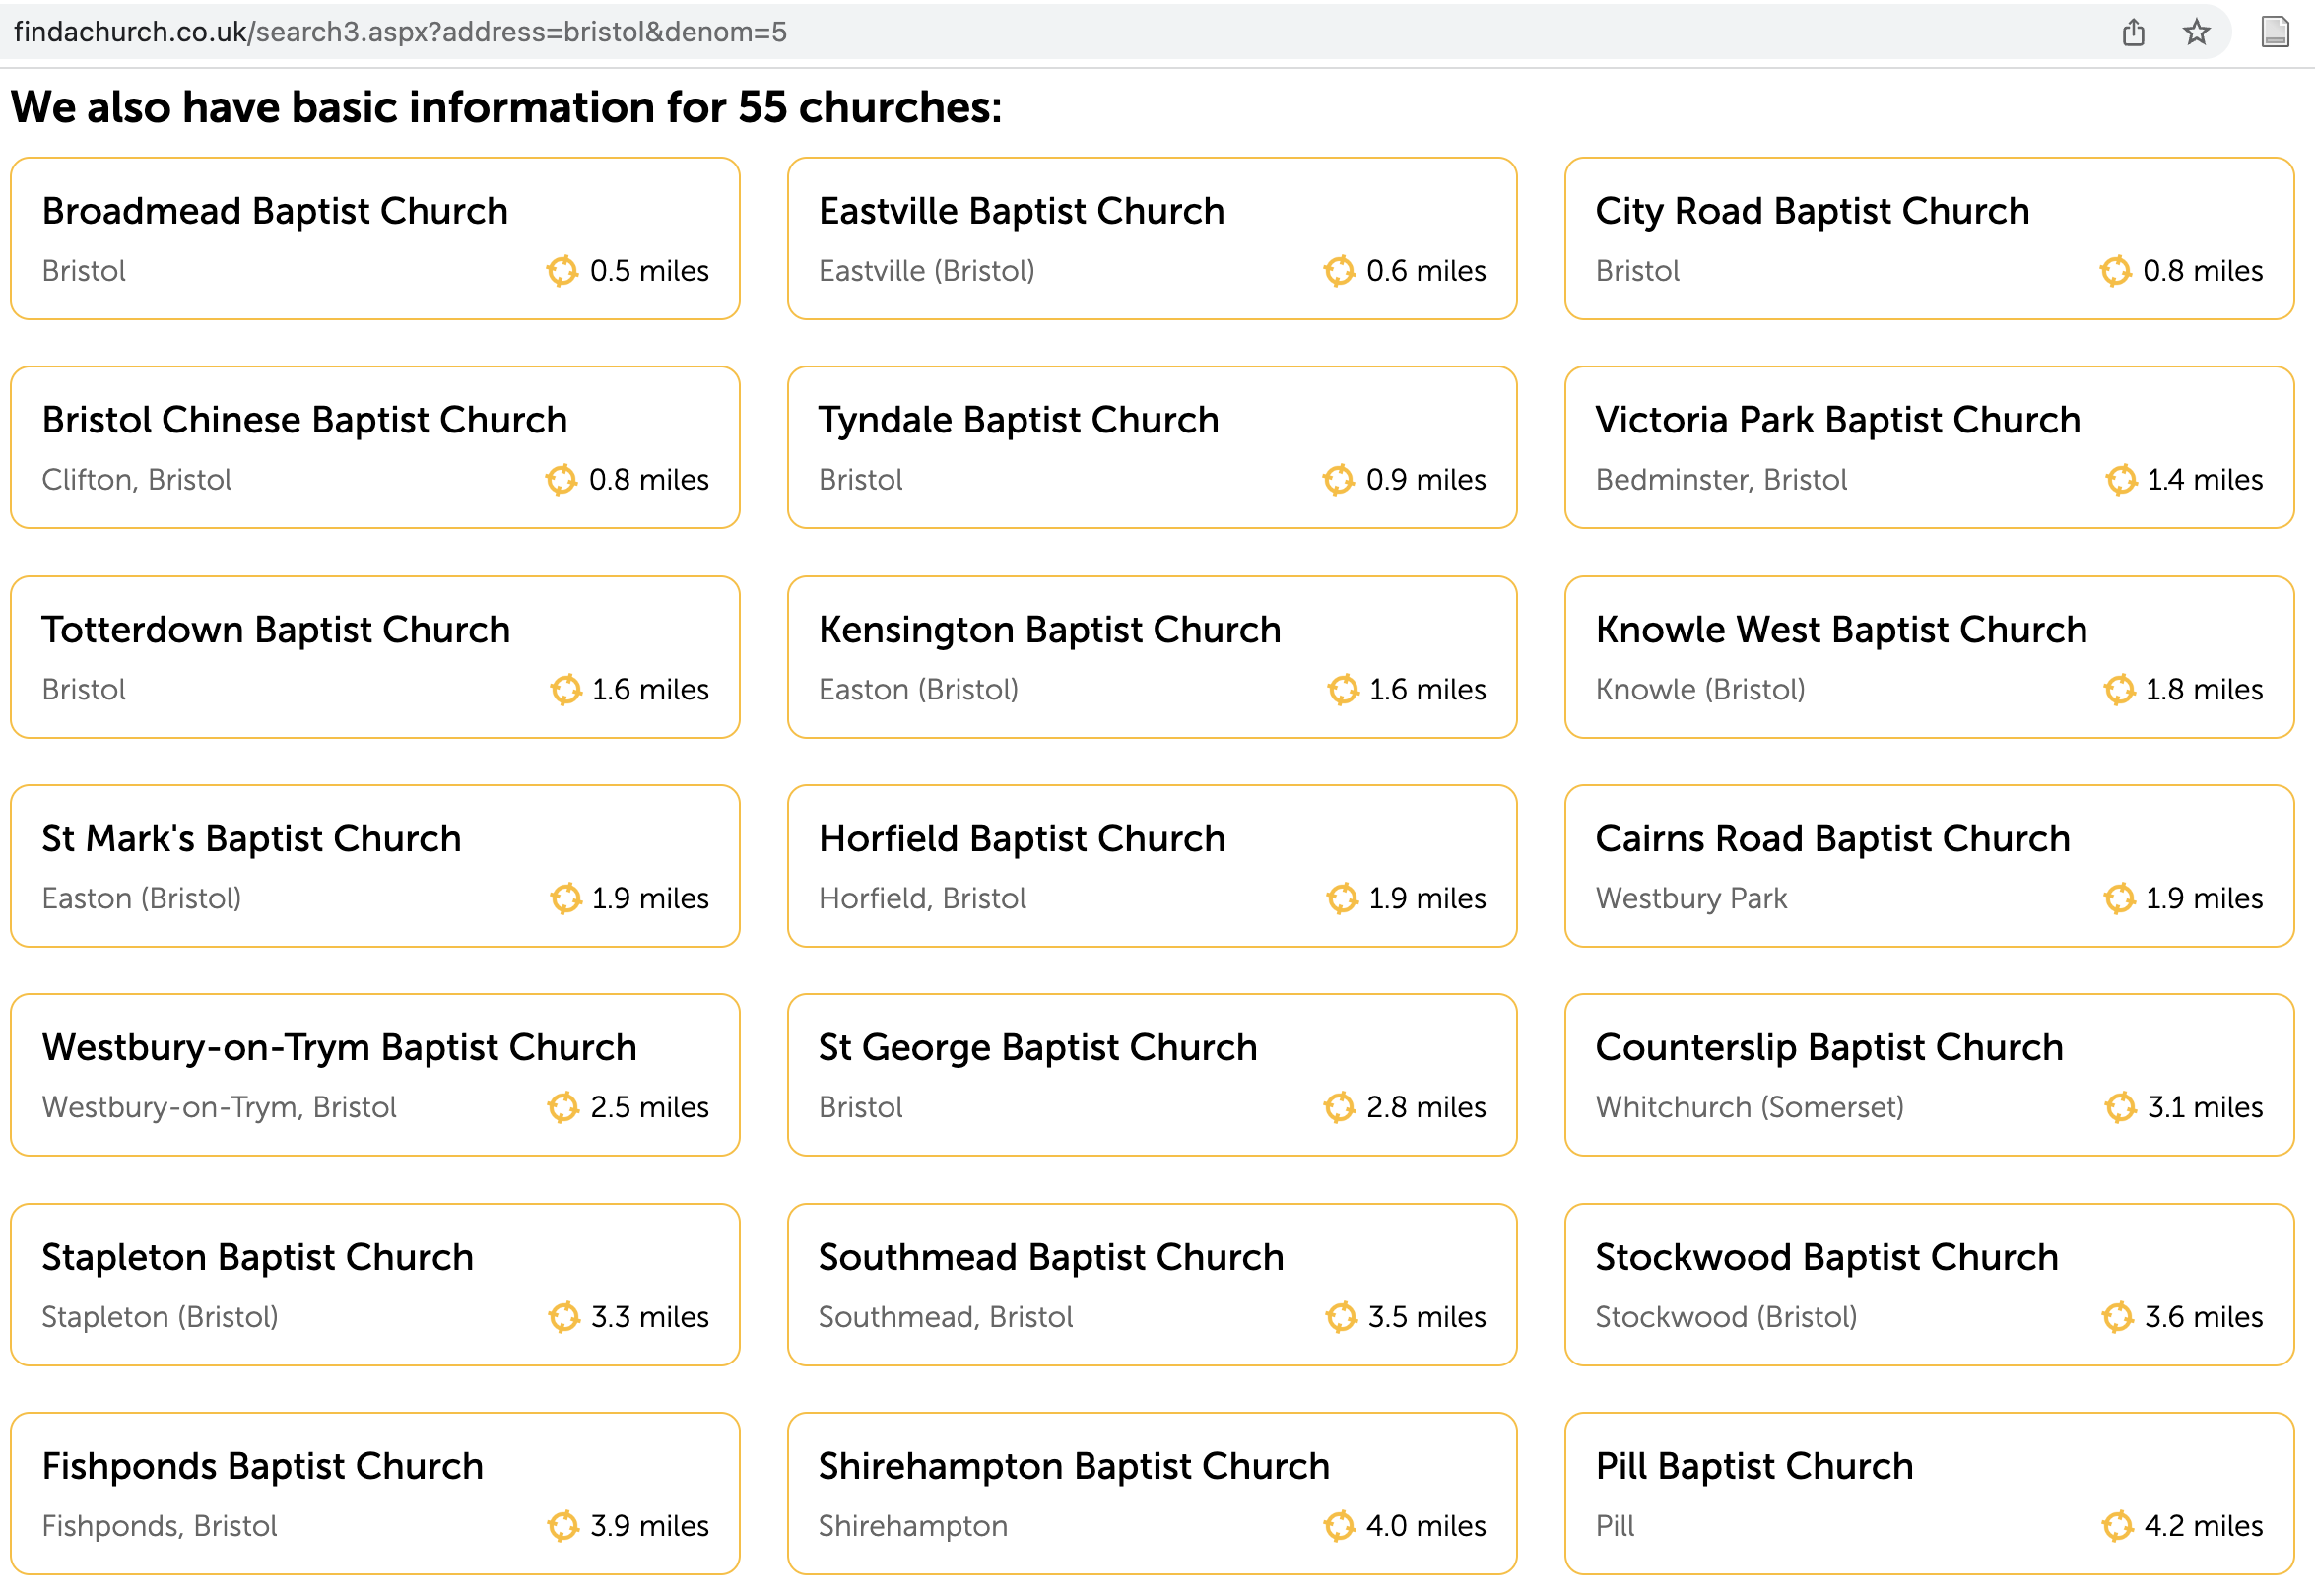 findachurch.co.uk/search3.aspx?address=bristol&denom=5
We also have basic information for 55 churches:
Broadmead Baptist Church
Bristol 0.5 miles
Eastville Baptist Church
Eastville (Bristol) 0.6 miles
City Road Baptist Church
Bristol 0.8 miles
Bristol Chinese Baptist Church
Clifton, Bristol 0.8 miles
Tyndale Baptist Church
Bristol 0.9 miles
Victoria Park Baptist Church
Bedminster, Bristol 1.4 miles
Totterdown Baptist Church
Bristol 1.6 miles
Kensington Baptist Church
Easton (Bristol) 1.6 miles
Knowle West Baptist Church
Knowle (Bristol) 1.8 miles
St Mark's Baptist Church
Easton (Bristol) 1.9 miles
Horfield Baptist Church
Horfield, Bristol 1.9 miles
Cairns Road Baptist Church
Westbury Park 1.9 miles
Westbury-on-Trym Baptist Church
Westbury-on-Trym, Bristol 2.5 miles
St George Baptist Church
Bristol 2.8 miles
Counterslip Baptist Church
Whitchurch (Somerset) 3.1 miles
Stapleton Baptist Church
Stapleton (Bristol) 3.3 miles
Southmead Baptist Church
Southmead, Bristol 3.5 miles
Stockwood Baptist Church
Stockwood (Bristol) 3.6 miles
Fishponds Baptist Church
Fishponds, Bristol 3.9 miles
Shirehampton Baptist Church
Shirehampton 4.0 miles
Pill Baptist Church
Pill 4.2 miles